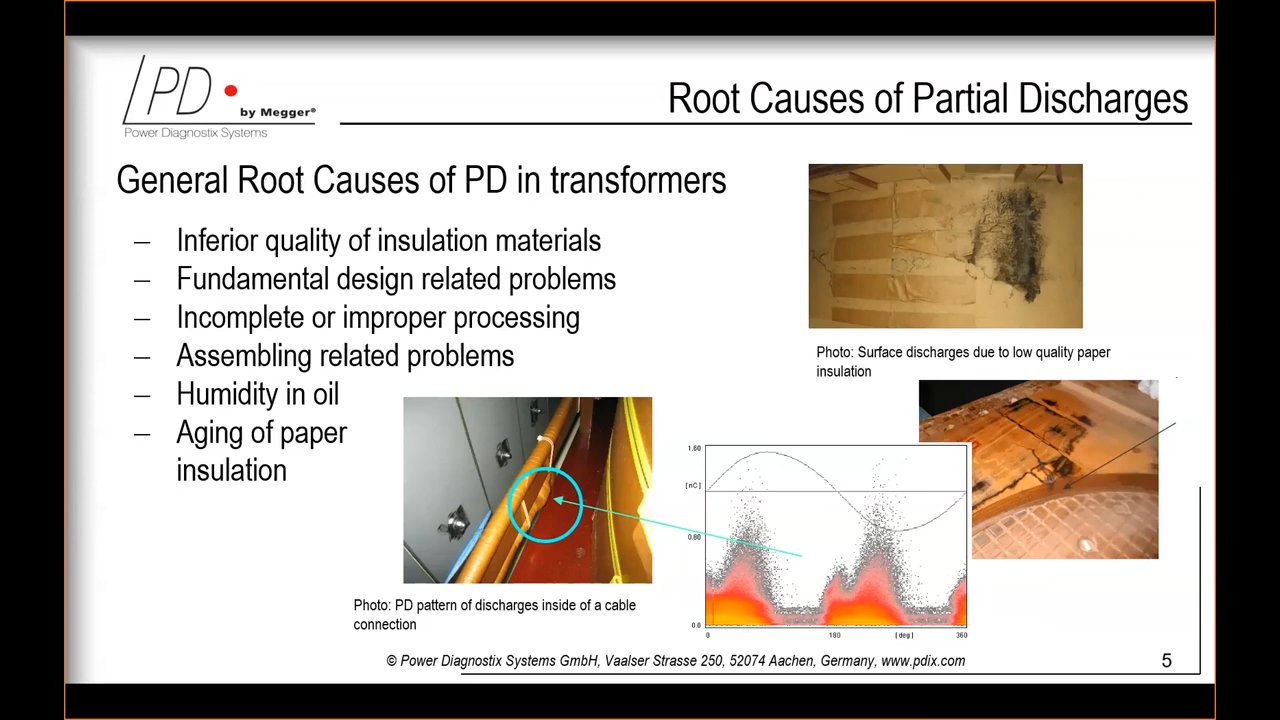 PD
by Megger®
Power Diagnostix Systems
Root Causes of Partial Discharges
General Root Causes of PD in transformers
– Inferior quality of insulation materials
– Fundamental design related problems
– Incomplete or improper processing
– Assembling related problems
– Humidity in oil
– Aging of paper
insulation
Photo: Surface discharges due to low quality paper
insulation
1.60
[nC]
0.80
0.0
0
180
[deg]
360
Photo: PD pattern of discharges inside of a cable
connection
© Power Diagnostix Systems GmbH, Vaalser Strasse 250, 52074 Aachen, Germany, www.pdix.com
5